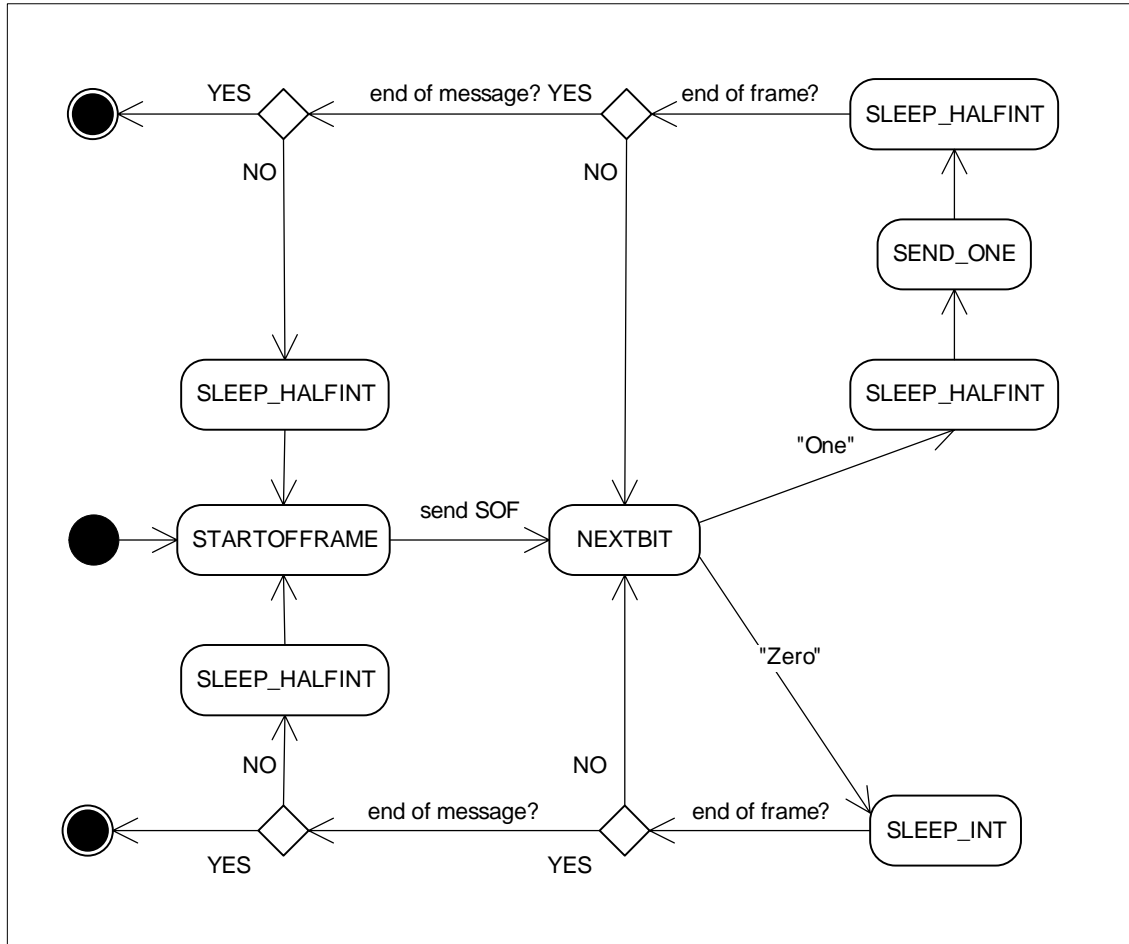 YES
end of message?
YES
end of frame?
SLEEP_HALFINT
NO
NO
SEND_ONE
SLEEP_HALFINT
SLEEP_HALFINT
"One"
send SOF
STARTOFFRAME
NEXTBIT
"Zero"
SLEEP_HALFINT
NO
NO
end of message?
end of frame?
SLEEP_INT
YES
YES